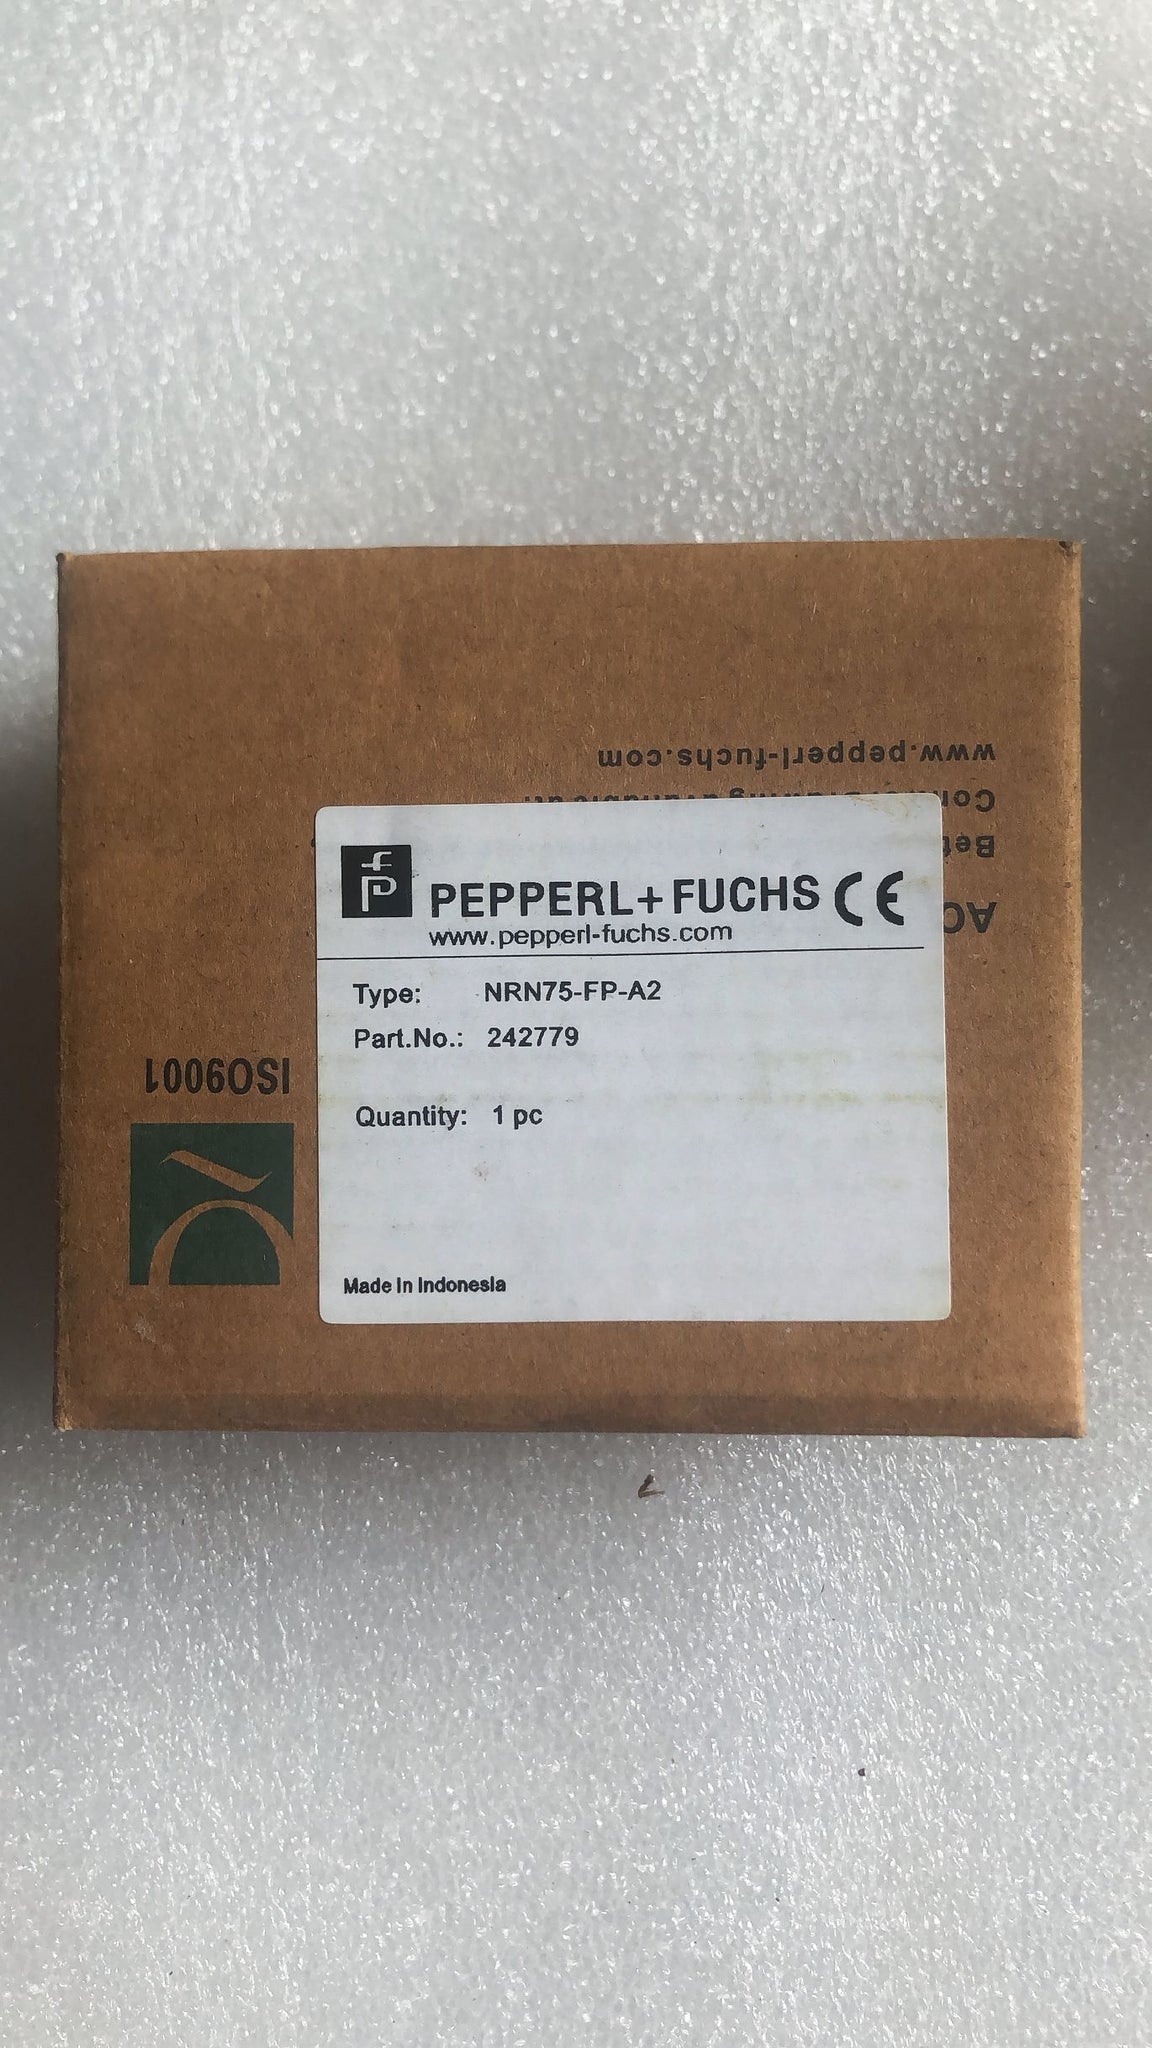 www.pepperl-fuchs.com
PEPPERL+FUCHS CE
www.pepperl-fuchs.com
Type: NRN75-FP-A2
Part.No.: 242779
Quantity: 1 pc
Made In Indonesia
ISO9001